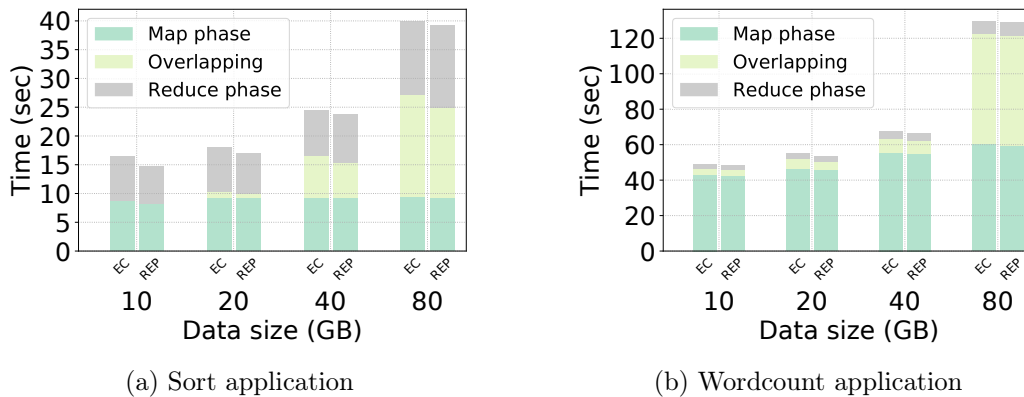 Time (sec)
40
35
30
25
20
15
10
5
0
Map phase
Overlapping
Reduce phase
EC REP EC REP EC REP EC REP
10 20 40 80
Data size (GB)
(a) Sort application
Time (sec)
120
100
80
60
40
20
0
Map phase
Overlapping
Reduce phase
EC REP EC REP EC REP EC REP
10 20 40 80
Data size (GB)
(b) Wordcount application